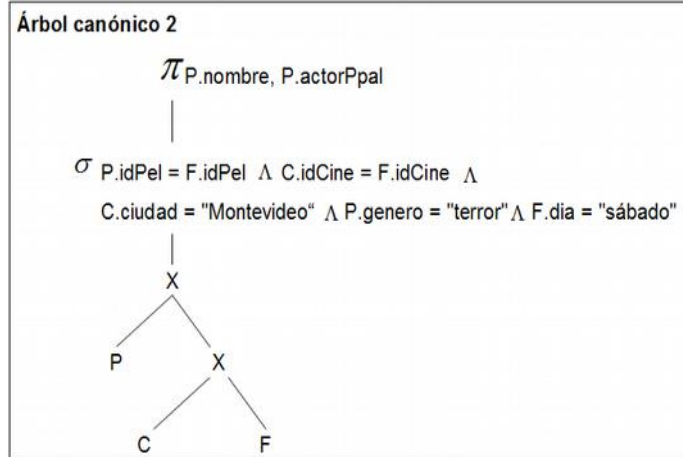 Árbol canónico 2
π P.nombre, P.actorPpal
σ P.idPel = F.idPel Λ C.idCine = F.idCine Λ
C.ciudad = "Montevideo“ Λ P.genero = "terror" Λ F.dia = "sábado"
X
P X
C F